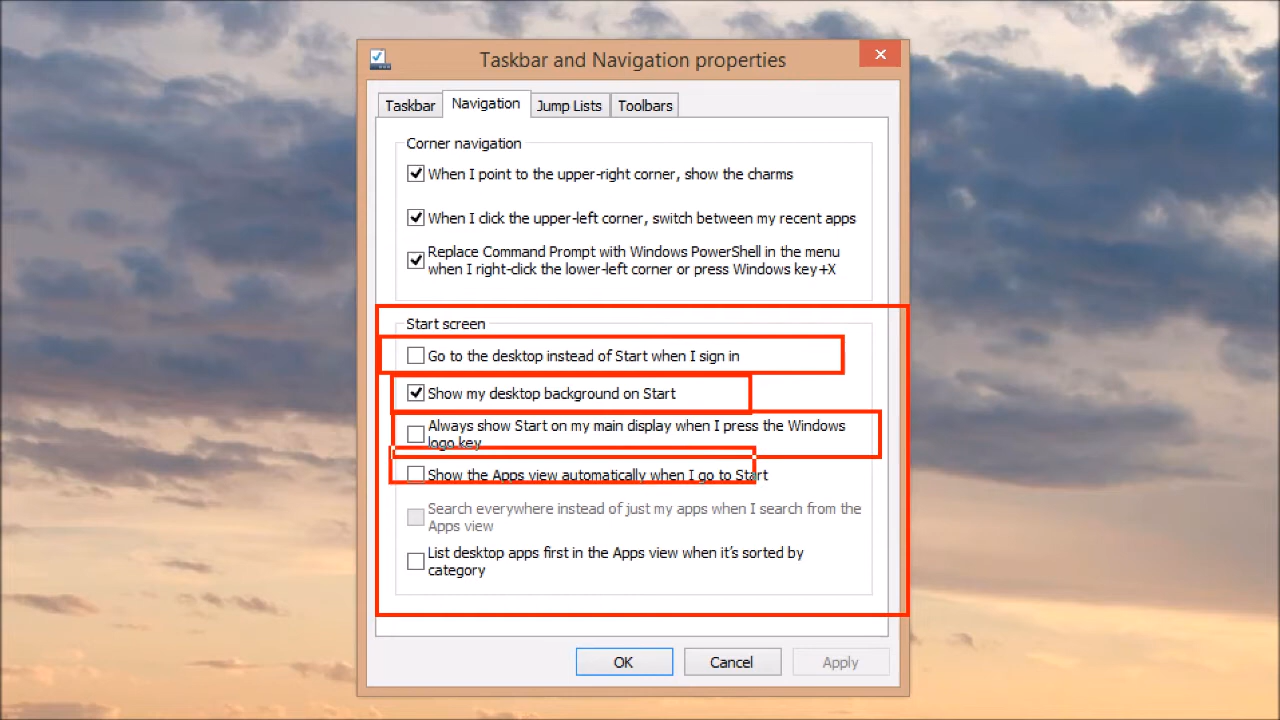 Taskbar and Navigation properties
Taskbar
Navigation
Jump Lists
Toolbars
Corner navigation
When I point to the upper-right corner, show the charms
When I click the upper-left corner, switch between my recent apps
Replace Command Prompt with Windows PowerShell in the menu
when I right-click the lower-left corner or press Windows key+X
Start screen
Go to the desktop instead of Start when I sign in
Show my desktop background on Start
Always show Start on my main display when I press the Windows
logo key
Show the Apps view automatically when I go to Start
Search everywhere instead of just my apps when I search from the
Apps view
List desktop apps first in the Apps view when it's sorted by
category
OK
Cancel
Apply